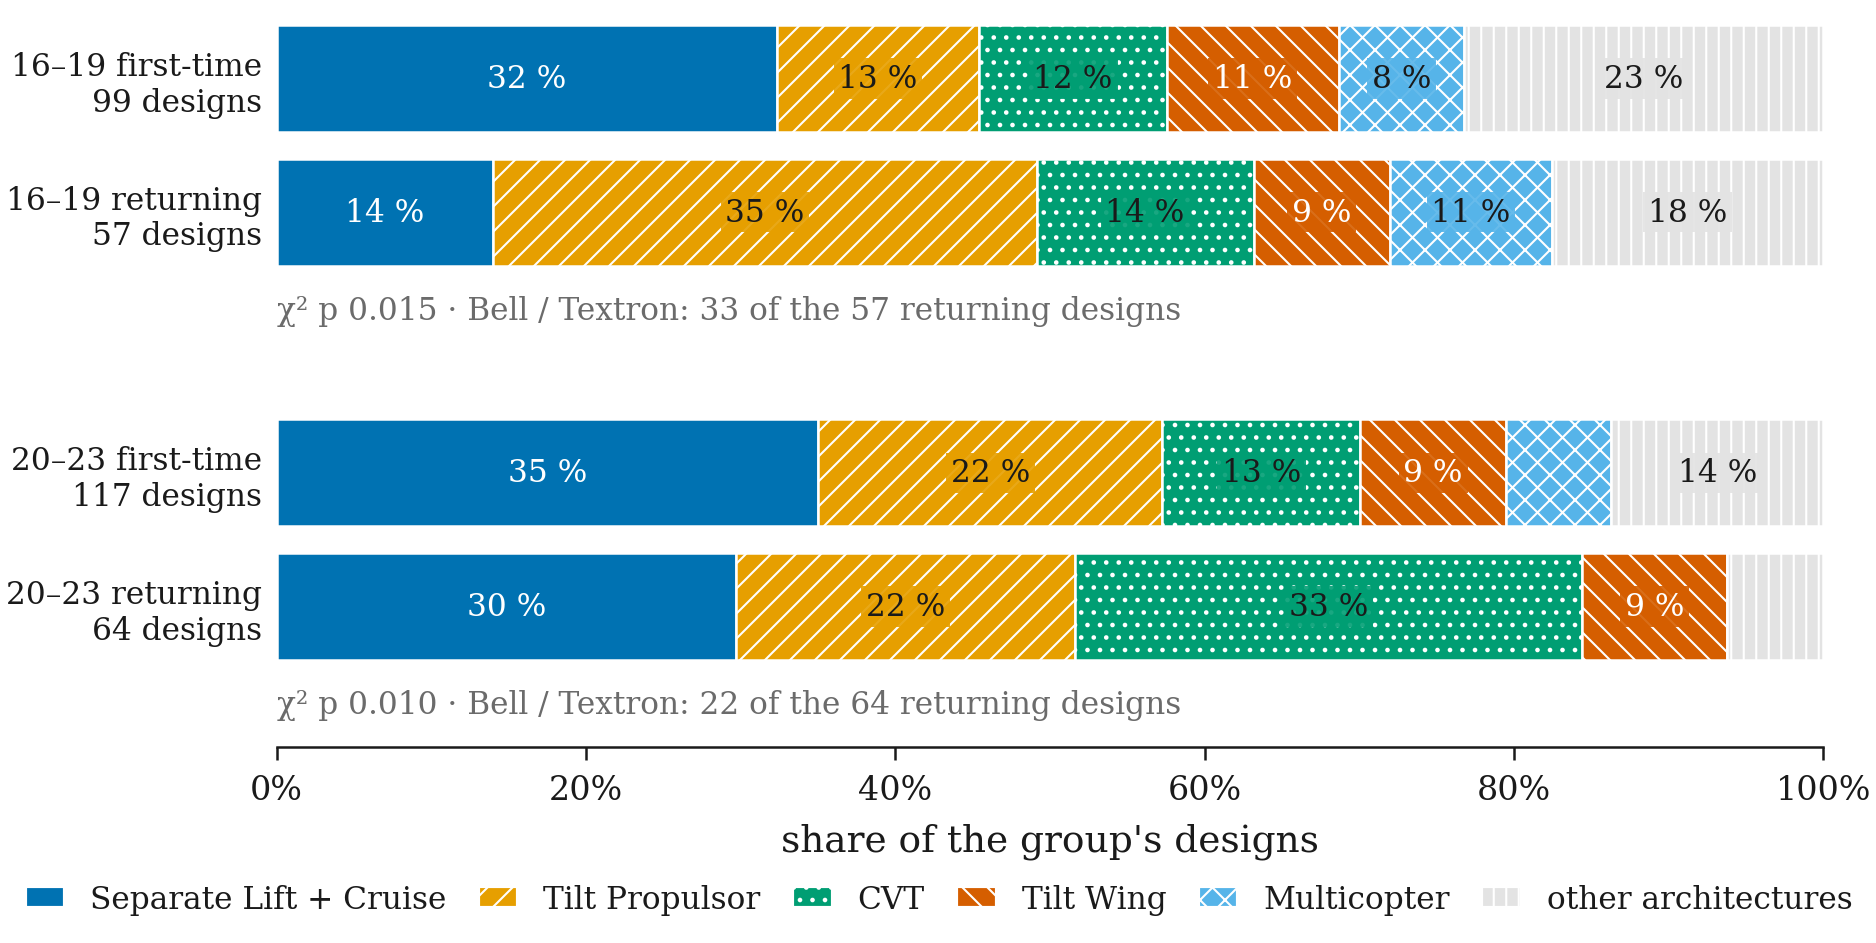 16–19 first-time
99 designs
32 %
13 %
12 %
11 %
8 %
23 %
16–19 returning
57 designs
14 %
35 %
14 %
9 %
11 %
18 %
χ² p 0.015 · Bell / Textron: 33 of the 57 returning designs
20–23 first-time
117 designs
35 %
22 %
13 %
9 %
14 %
20–23 returning
64 designs
30 %
22 %
33 %
9 %
χ² p 0.010 · Bell / Textron: 22 of the 64 returning designs
0%
20%
40%
60%
80%
100%
share of the group's designs
Separate Lift + Cruise
Tilt Propulsor
CVT
Tilt Wing
Multicopter
other architectures